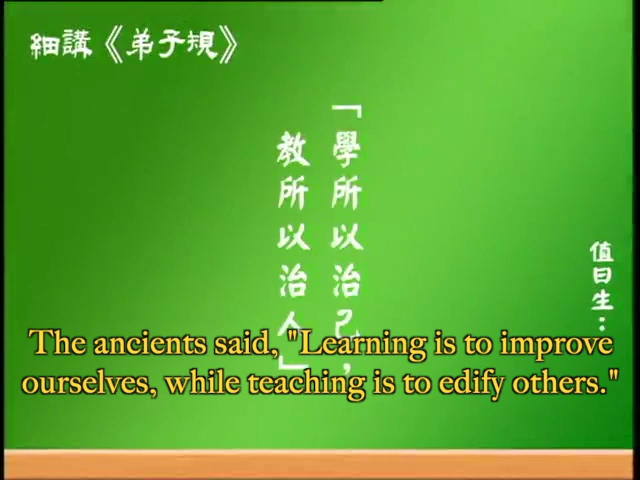 細講《弟子規》
「學所以治己，
教所以治人」
值日生：
The ancients said, "Learning is to improve
ourselves, while teaching is to edify others."